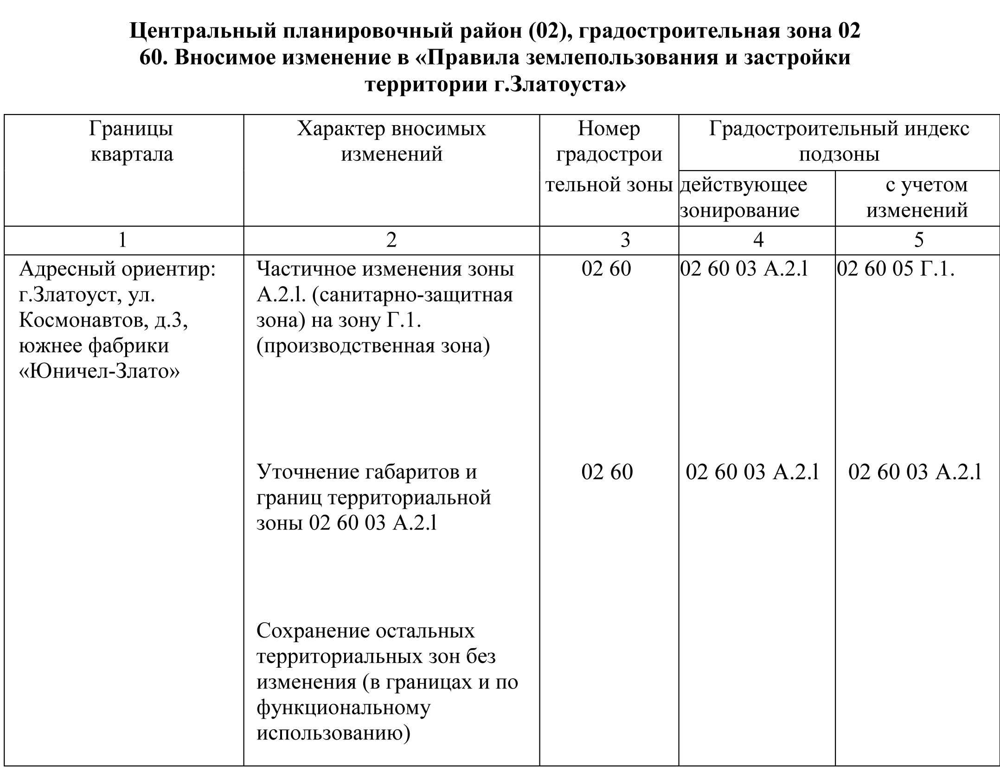 Центральный планировочный район (02), градостроительная зона 02
60. Вносимое изменение в «Правила землепользования и застройки
территории г.Златоуста»
Границы
квартала
Характер вносимых
изменений
Номер
градострои
тельной зоны
Градостроительный индекс
подзоны
действующее
зонирование
с учетом
изменений
1
2
3
4
5
Адресный ориентир:
г.Златоуст, ул.
Космонавтов, д.3,
южнее фабрики
«Юничел-Злато»
Частичное изменения зоны
А.2.l. (санитарно-защитная
зона) на зону Г.1.
(производственная зона)
02 60
02 60 03 А.2.l
02 60 05 Г.1.
Уточнение габаритов и
границ территориальной
зоны 02 60 03 А.2.l
02 60
02 60 03 А.2.l
02 60 03 А.2.l
Сохранение остальных
территориальных зон без
изменения (в границах и по
функциональному
использованию)